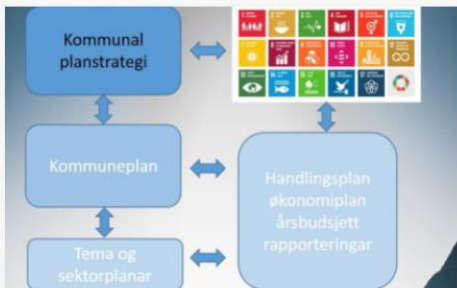 Kommunal
planstrategi
Kommuneplan
Handlingsplan
økonomiplan
årsbudsjett
rapporteringar
Tema og
sektorplanar